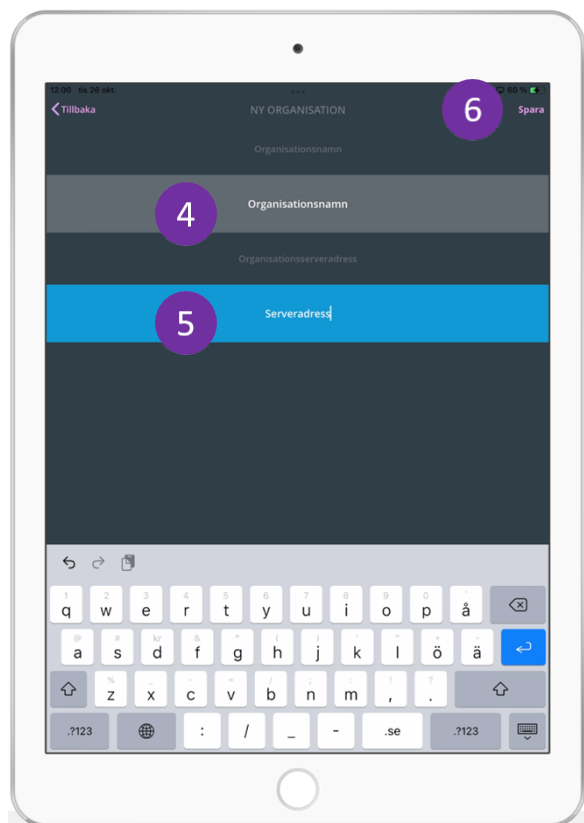 12:00 tis 26 okt.
60 %
Tillbaka
NY ORGANISATION
6
Spara
Organisationsnamn
4
Organisationsnamn
Organisationsserveradress
5
Serveradress
1 2 3 4 5 6 7 8 9 0
q w e r t y u i o p å
@ # kr & * ( ) ' " + 
a s d f g h j k l ö ä
% _ - = / ; : ! ?
z x c v b n m , .
.?123 : / _ - .se .?123